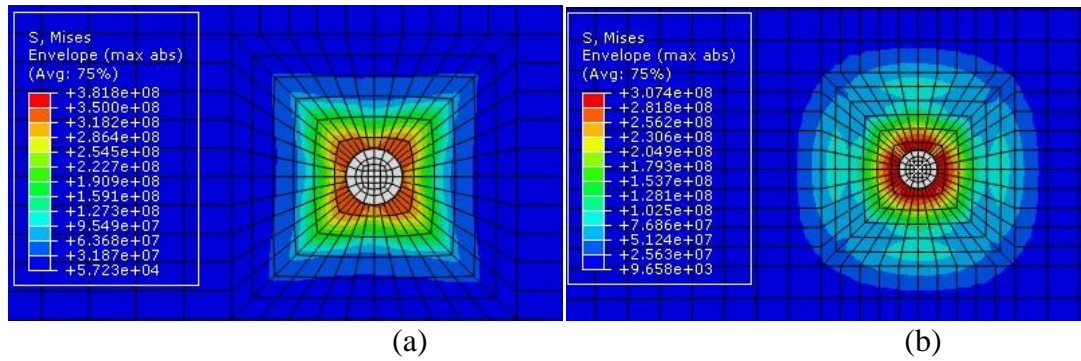 S, Mises
Envelope (max abs)
(Avg: 75%)
+3.818e+08
+3.500e+08
+3.182e+08
+2.864e+08
+2.545e+08
+2.227e+08
+1.909e+08
+1.591e+08
+1.273e+08
+9.549e+07
+6.368e+07
+3.187e+07
+5.723e+04
S, Mises
Envelope (max abs)
(Avg: 75%)
+3.074e+08
+2.818e+08
+2.562e+08
+2.306e+08
+2.049e+08
+1.793e+08
+1.537e+08
+1.281e+08
+1.025e+08
+7.686e+07
+5.124e+07
+2.563e+07
+9.658e+03
(a)
(b)